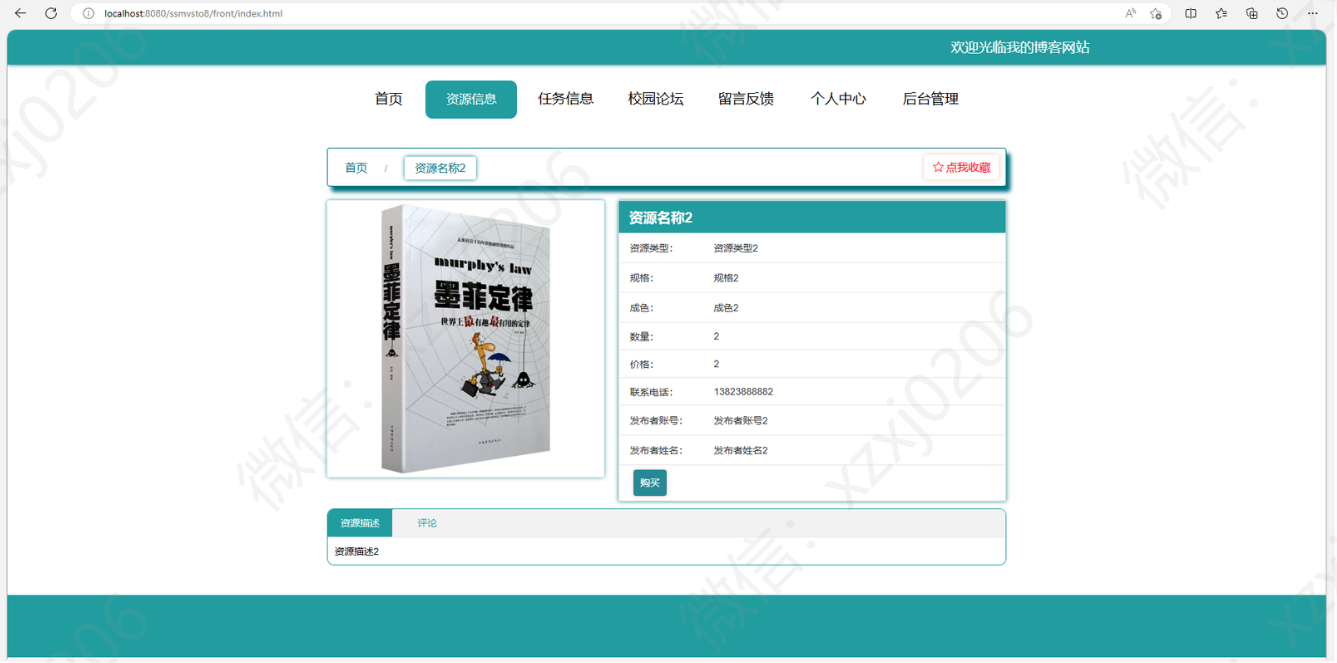 localhost:8080/ssmvsto8/front/index.html
欢迎光临我的博客网站
首页 资源信息 任务信息 校园论坛 留言反馈 个人中心 后台管理
首页 / 资源名称2 点我收藏
murphy's law
墨菲定律
世界上最有趣最有用的定律
murphy's law
墨菲定律
资源名称2
资源类型: 资源类型2
规格: 规格2
成色: 成色2
数量: 2
价格: 2
联系电话: 13823888882
发布者账号: 发布者账号2
发布者姓名: 发布者姓名2
购买
资源描述 评论
资源描述2
微信: xzxj0206